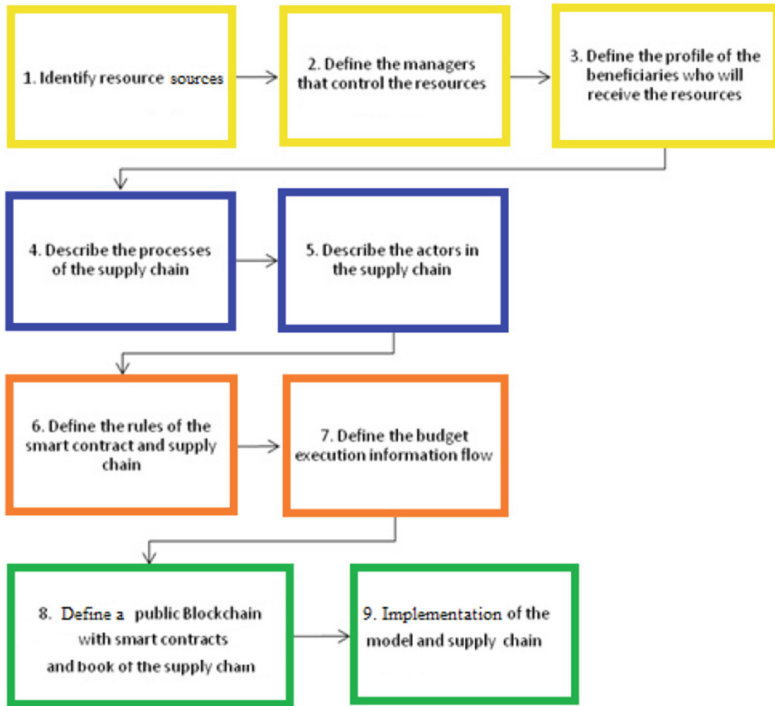 1. Identify resource sources
2. Define the managers
that control the resources
3. Define the profile of the
beneficiaries who will
receive the resources
4. Describe the processes
of the supply chain
5. Describe the actors in
the supply chain
6. Define the rules of the
smart contract and supply
chain
7. Define the budget
execution information flow
8. Define a public Blockchain
with smart contracts
and book of the supply chain
9. Implementation of the
model and supply chain